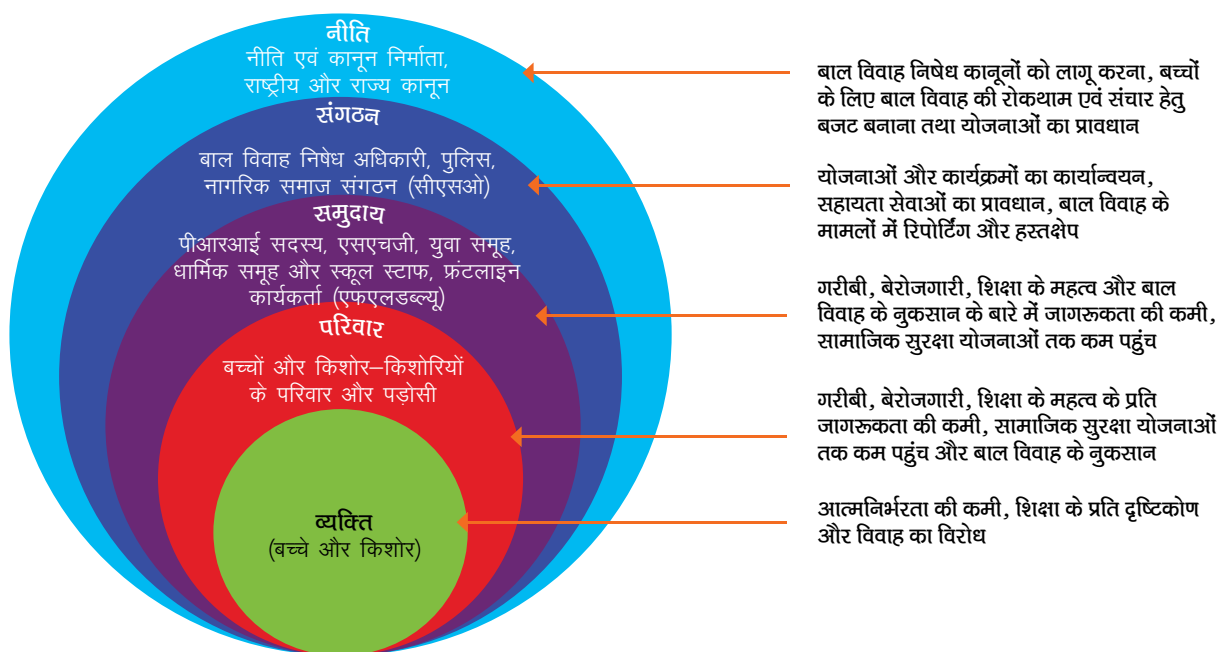 नीति
नीति एवं कानून निर्माता,
राष्ट्रीय और राज्य कानून
संगठन
बाल विवाह निषेध अधिकारी, पुलिस,
नागरिक समाज संगठन (सीएसओ)
समुदाय
पीआरआई सदस्य, एसएचजी, युवा समूह,
धार्मिक समूह और स्कूल स्टाफ, फ्रंटलाइन
कार्यकर्ता (एफएलडब्ल्यू)
परिवार
बच्चों और किशोर–किशोरियों
के परिवार और पड़ोसी
व्यक्ति
(बच्चे और किशोर)
बाल विवाह निषेध कानूनों को लागू करना, बच्चों
के लिए बाल विवाह की रोकथाम एवं संचार हेतु
बजट बनाना तथा योजनाओं का प्रावधान
योजनाओं और कार्यक्रमों का कार्यान्वयन,
सहायता सेवाओं का प्रावधान, बाल विवाह के
मामलों में रिपोर्टिंग और हस्तक्षेप
गरीबी, बेरोजगारी, शिक्षा के महत्व और बाल
विवाह के नुकसान के बारे में जागरूकता की कमी,
सामाजिक सुरक्षा योजनाओं तक कम पहुंच
गरीबी, बेरोजगारी, शिक्षा के महत्व के प्रति
जागरूकता की कमी, सामाजिक सुरक्षा योजनाओं
तक कम पहुंच और बाल विवाह के नुकसान
आत्मनिर्भरता की कमी, शिक्षा के प्रति दृष्टिकोण
और विवाह का विरोध